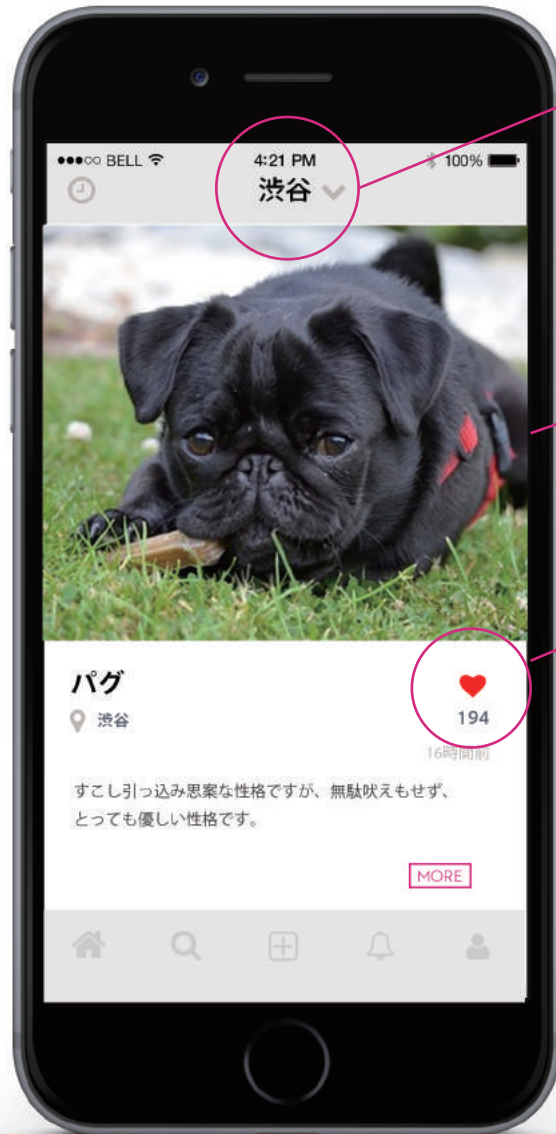 ●●●○○ BELL 4:21 PM 100%
渋谷
パグ
渋谷
194
16時間前
すこし引っ込み思案な性格ですが、無駄吠えもせず、
とっても優しい性格です。
MORE